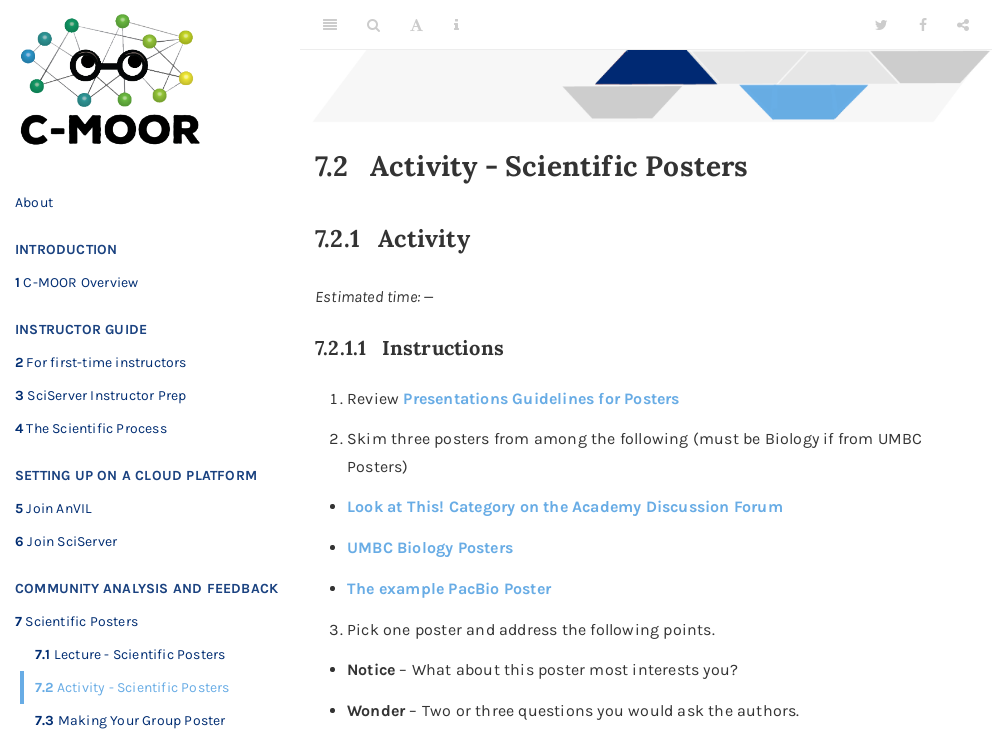 C-MOOR
About
INTRODUCTION
1 C-MOOR Overview
INSTRUCTOR GUIDE
2 For first-time instructors
3 SciServer Instructor Prep
4 The Scientific Process
SETTING UP ON A CLOUD PLATFORM
5 Join AnVIL
6 Join SciServer
COMMUNITY ANALYSIS AND FEEDBACK
7 Scientific Posters
7.1 Lecture - Scientific Posters
7.2 Activity - Scientific Posters
7.3 Making Your Group Poster
7.2 Activity - Scientific Posters
7.2.1 Activity
Estimated time: –
7.2.1.1 Instructions
1. Review Presentations Guidelines for Posters
2. Skim three posters from among the following (must be Biology if from UMBC
Posters)
• Look at This! Category on the Academy Discussion Forum
• UMBC Biology Posters
• The example PacBio Poster
3. Pick one poster and address the following points.
• Notice – What about this poster most interests you?
• Wonder – Two or three questions you would ask the authors.